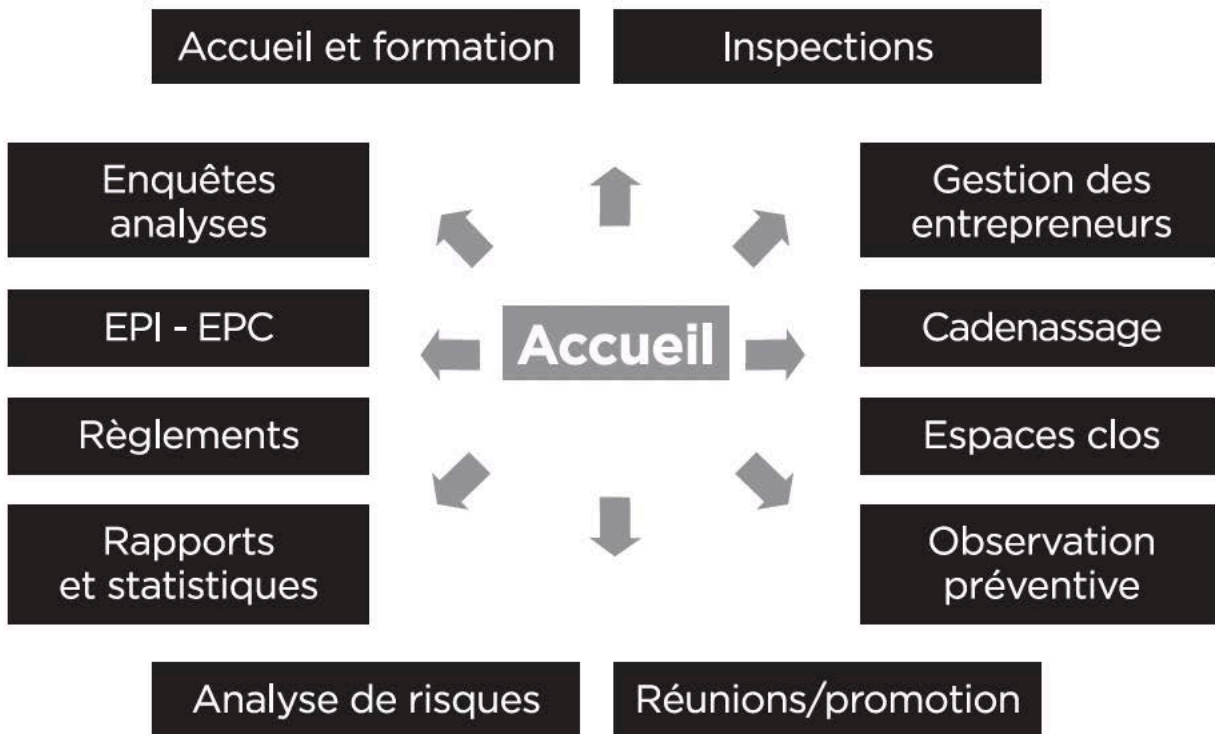 Accueil et formation
Inspections
Enquêtes
analyses
Gestion des
entrepreneurs
EPI - EPC
Accueil
Cadenassage
Règlements
Espaces clos
Rapports
et statistiques
Observation
préventive
Analyse de risques
Réunions/promotion